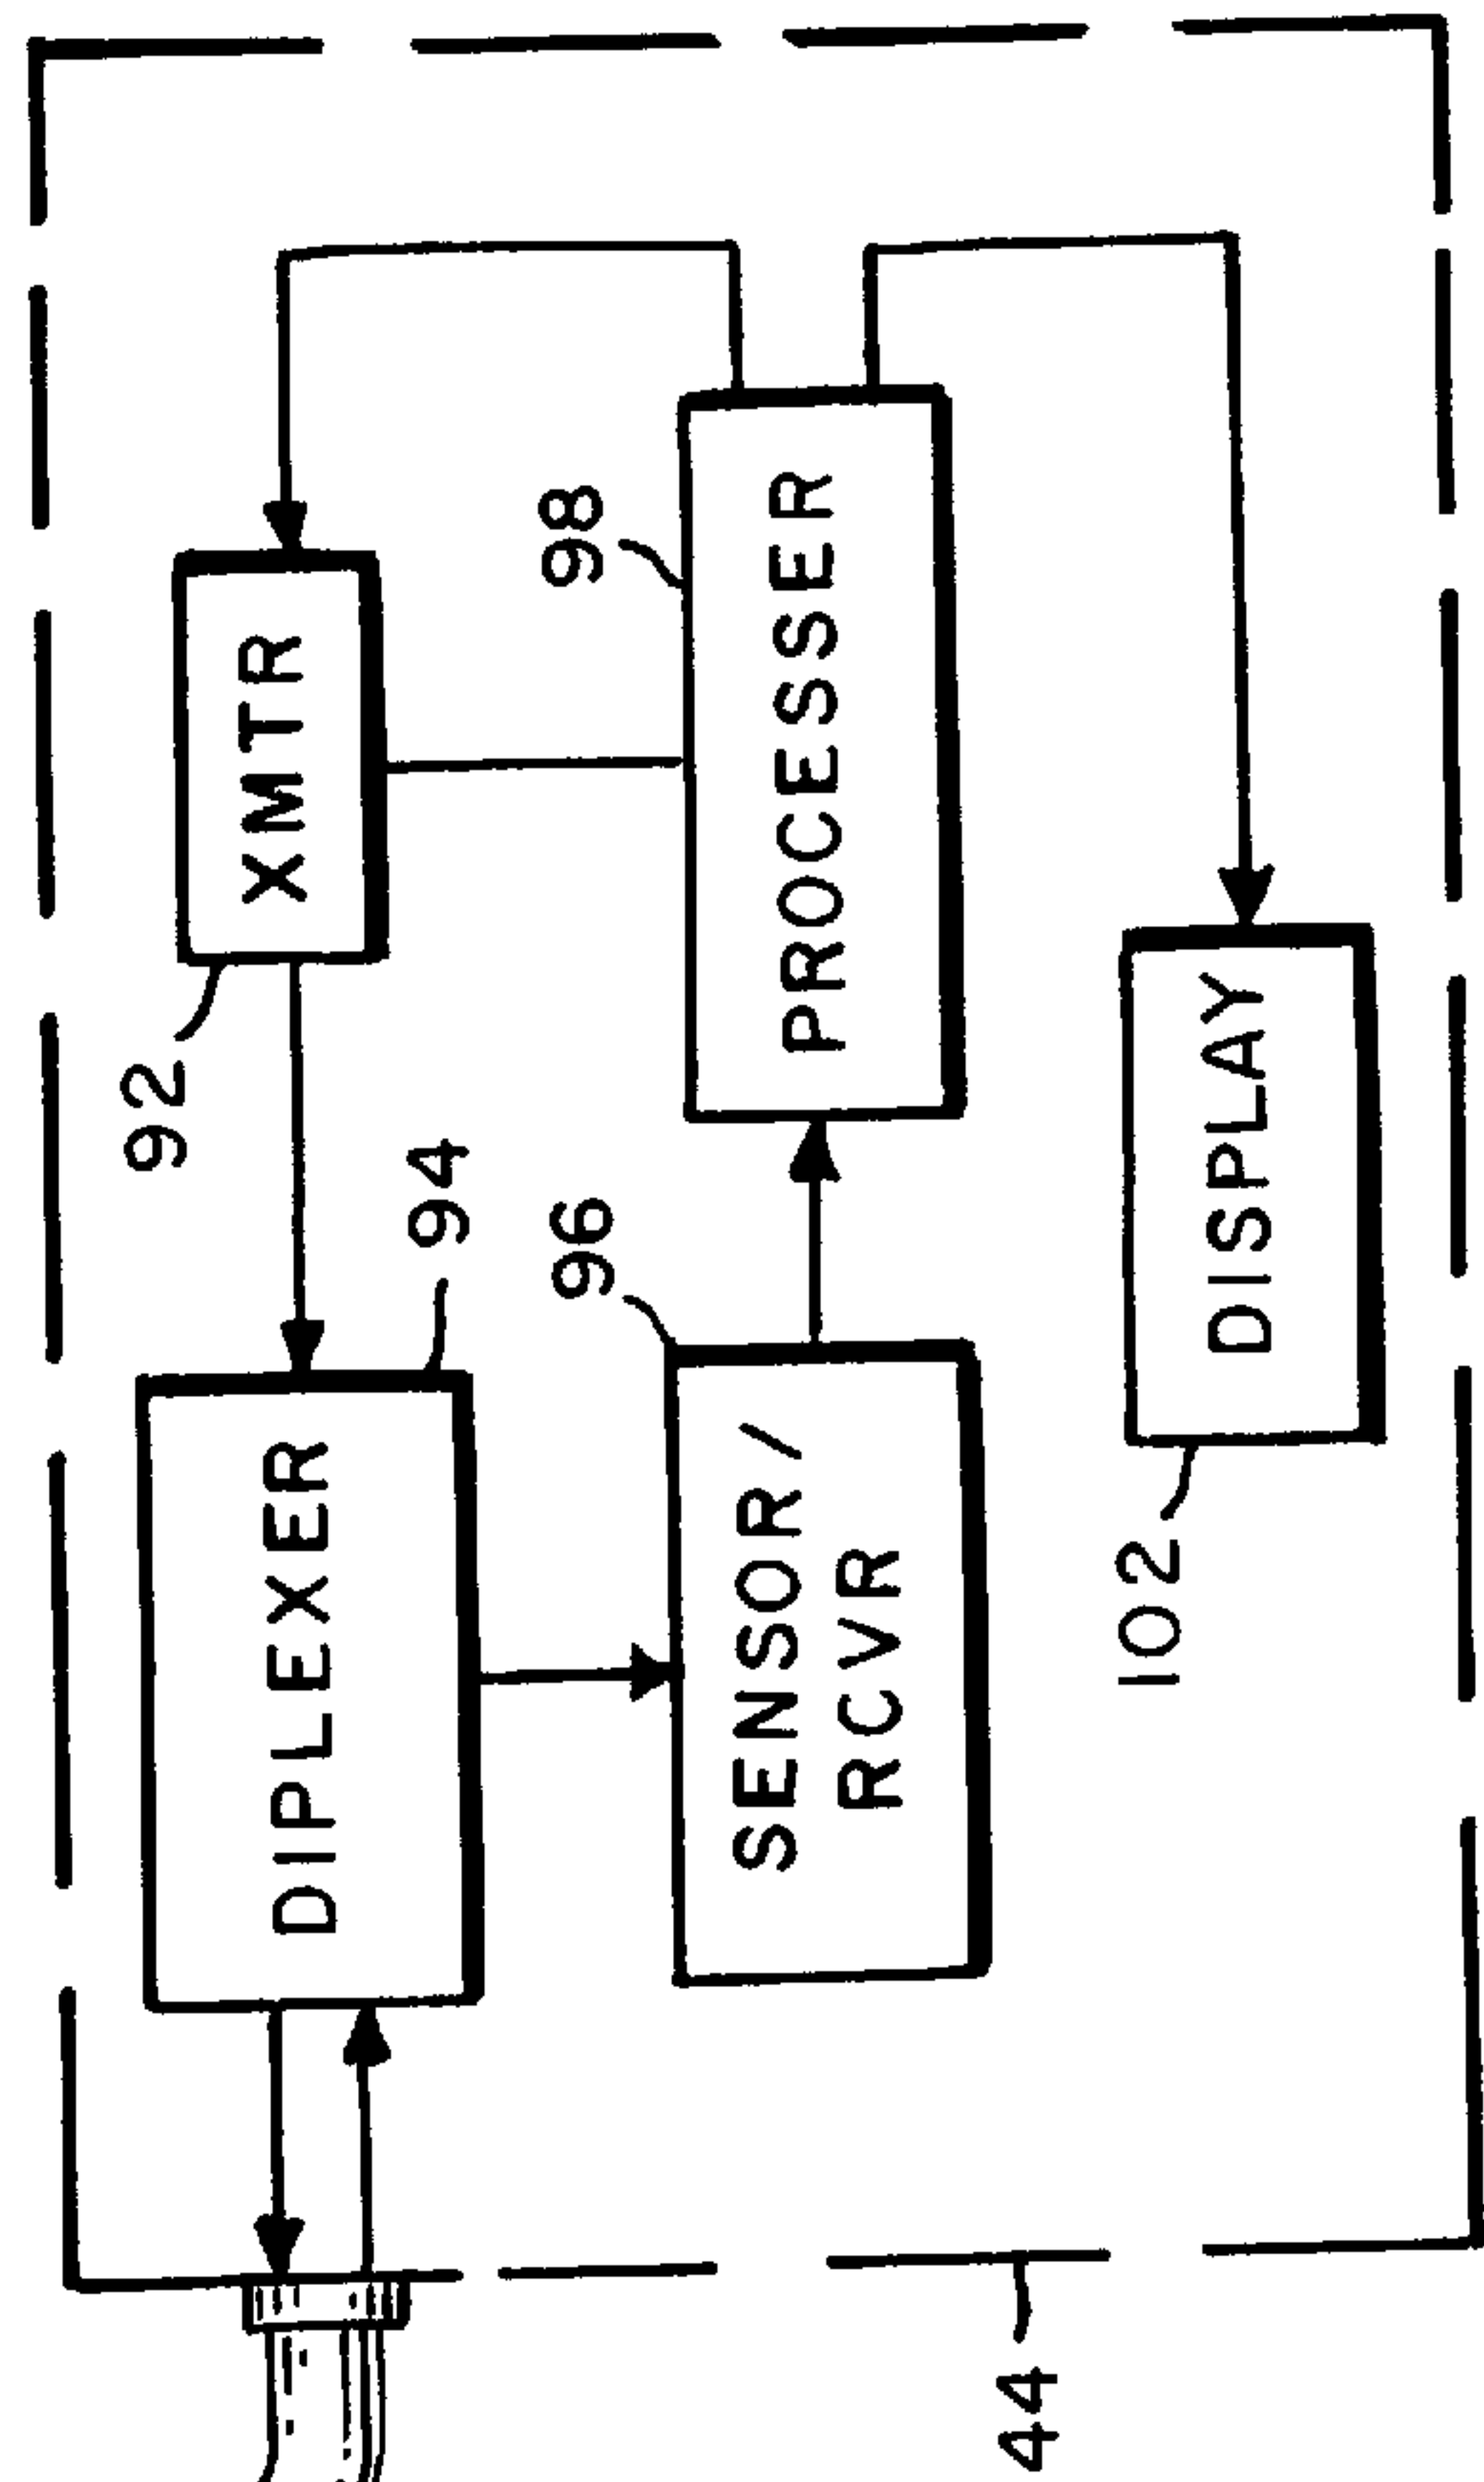 92
XMTR
94
DIPLEXER
98
PROCESSER
96
SENSOR/
RCVR
102
DISPLAY
44